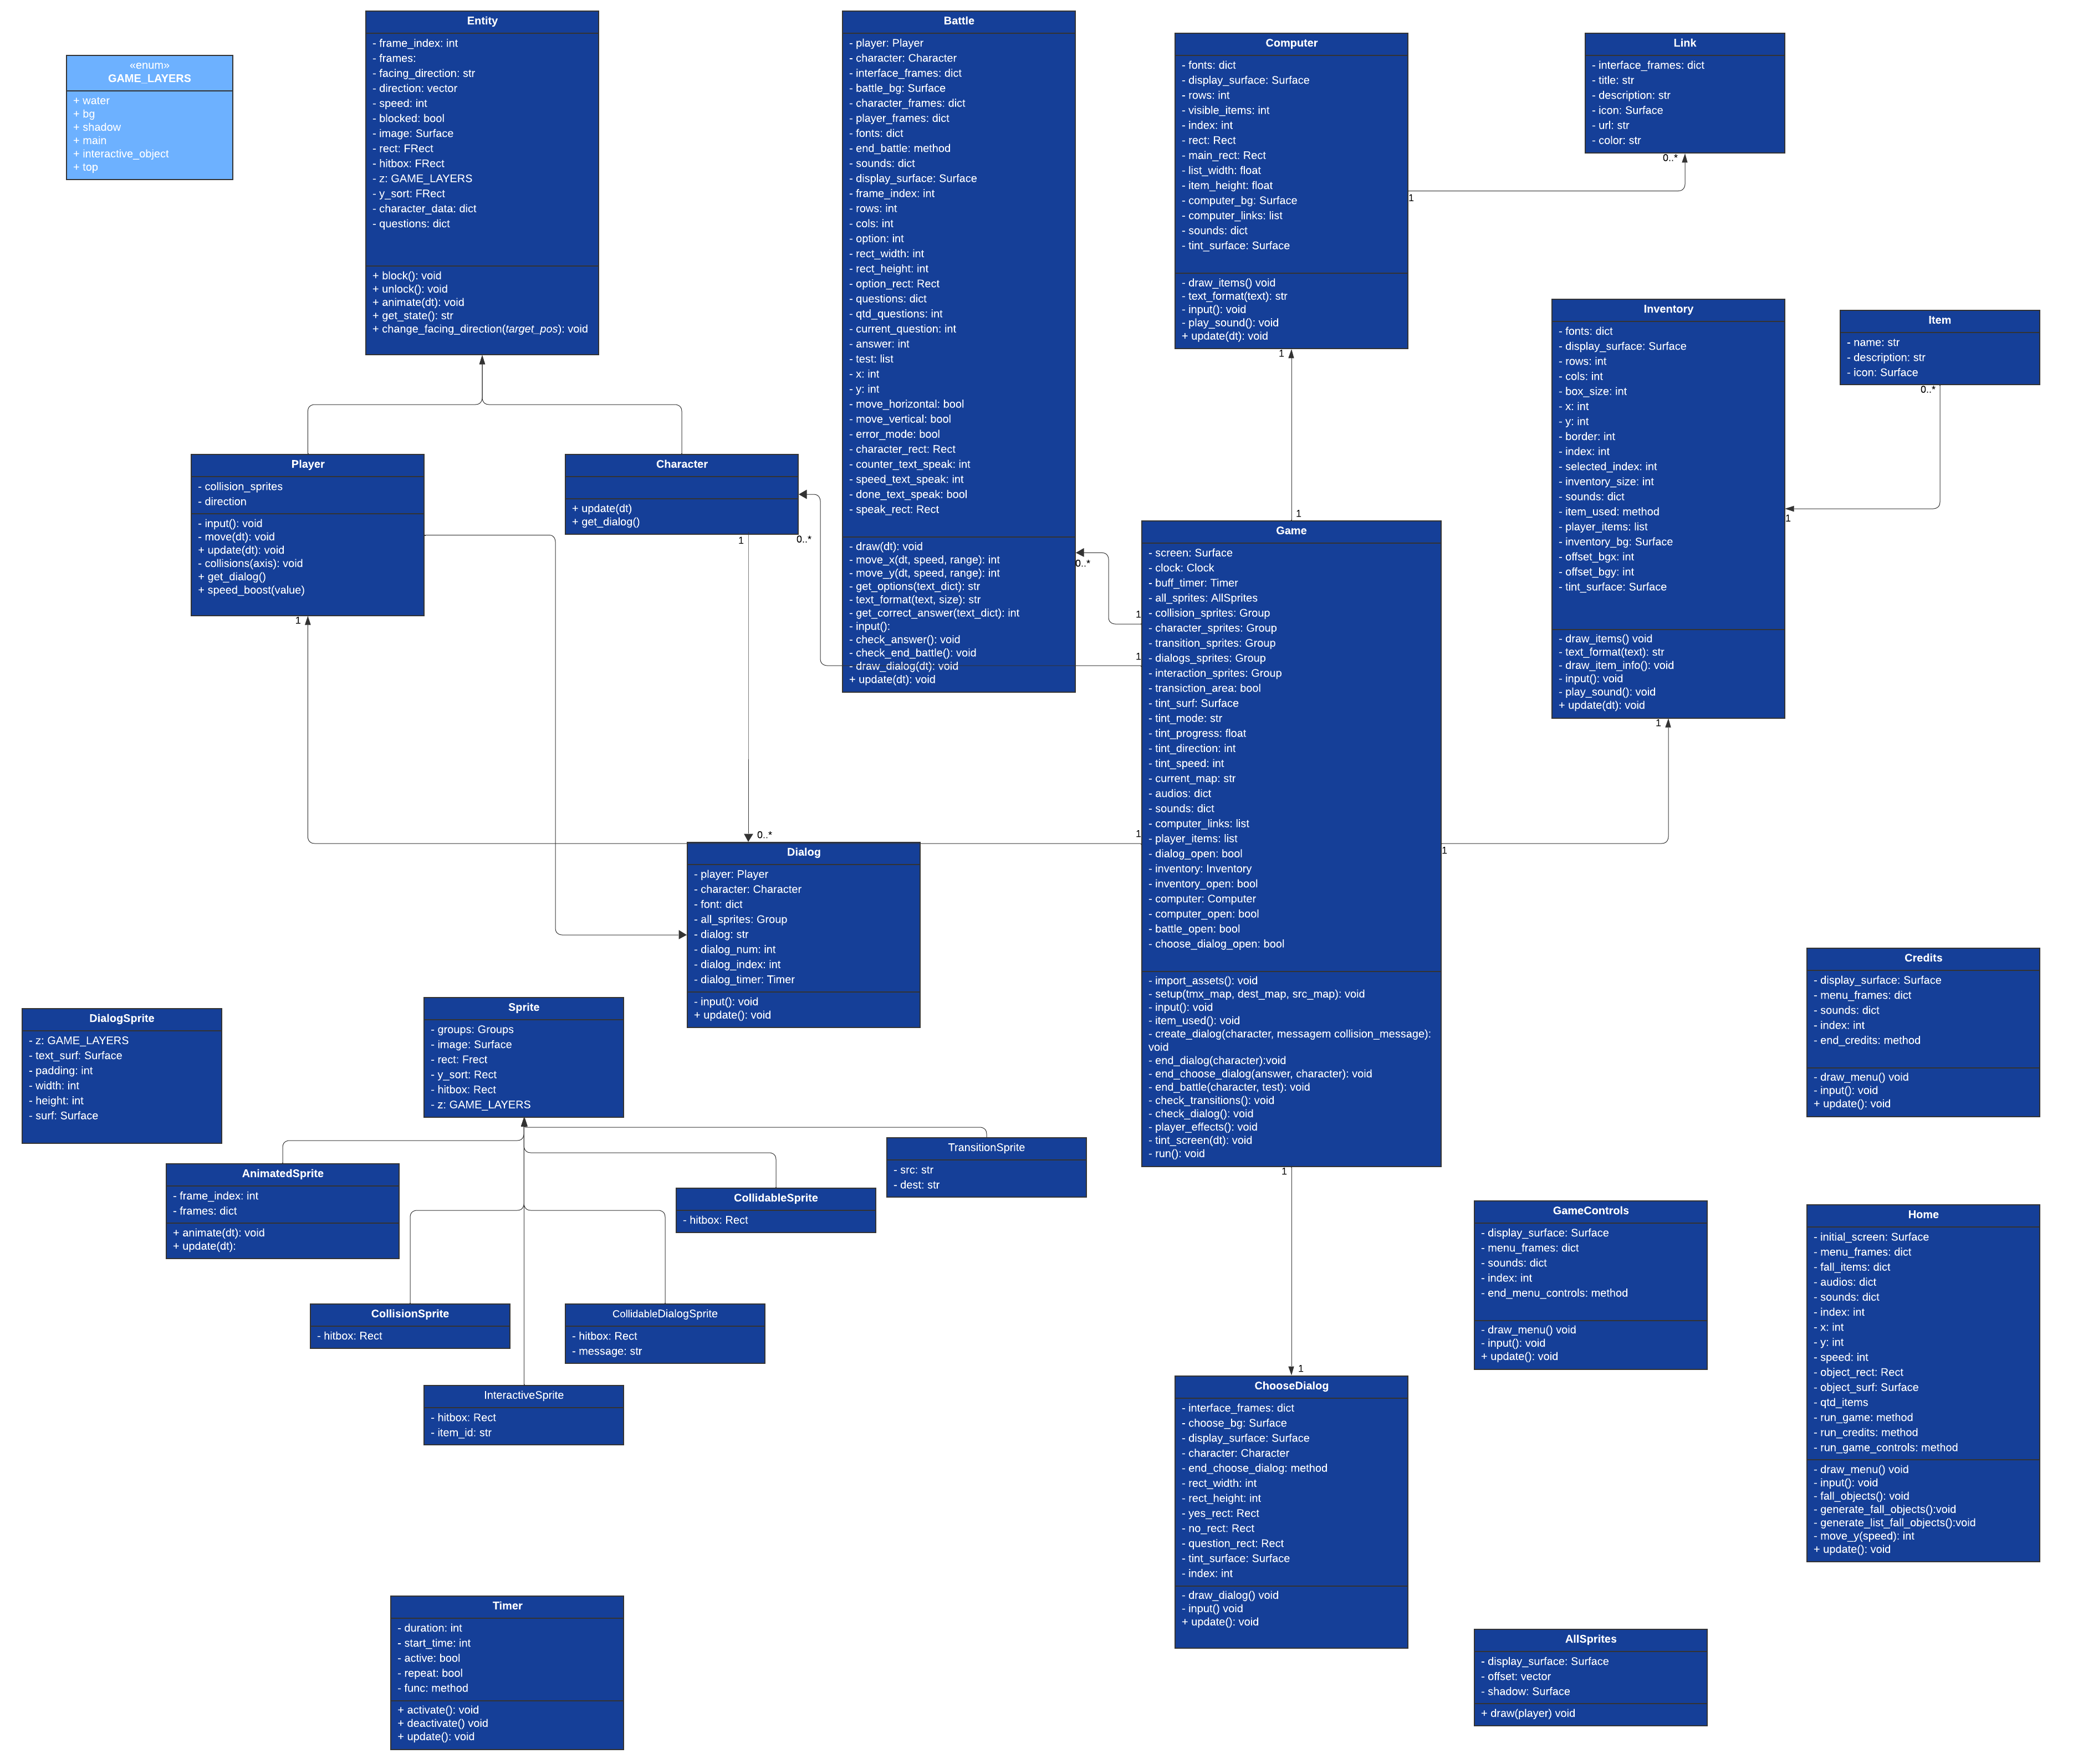 «enum»
GAME_LAYERS
+ water
+ bg
+ shadow
+ main
+ interactive_object
+ top
Entity
- frame_index: int
- frames:
- facing_direction: str
- direction: vector
- speed: int
- blocked: bool
- image: Surface
- rect: FRect
- hitbox: FRect
- z: GAME_LAYERS
- y_sort: FRect
- character_data: dict
- questions: dict
+ block(): void
+ unlock(): void
+ animate(dt): void
+ get_state(): str
+ change_facing_direction(target_pos): void
Battle
- player: Player
- character: Character
- interface_frames: dict
- battle_bg: Surface
- character_frames: dict
- player_frames: dict
- fonts: dict
- end_battle: method
- sounds: dict
- display_surface: Surface
- frame_index: int
- rows: int
- cols: int
- option: int
- rect_width: int
- rect_height: int
- option_rect: Rect
- questions: dict
- qtd_questions: int
- current_question: int
- answer: int
- test: list
- x: int
- y: int
- move_horizontal: bool
- move_vertical: bool
- error_mode: bool
- character_rect: Rect
- counter_text_speak: int
- speed_text_speak: int
- done_text_speak: bool
- speak_rect: Rect
- draw(dt): void
- move_x(dt, speed, range): int
- move_y(dt, speed, range): int
- get_options(text_dict): str
- text_format(text, size): str
- get_correct_answer(text_dict): int
- input():
- check_answer(): void
- check_end_battle(): void
- draw_dialog(dt): void
+ update(dt): void
Computer
- fonts: dict
- display_surface: Surface
- rows: int
- visible_items: int
- index: int
- rect: Rect
- main_rect: Rect
- list_width: float
- item_height: float
- computer_bg: Surface
- computer_links: list
- sounds: dict
- tint_surface: Surface
- draw_items() void
- text_format(text): str
- input(): void
- play_sound(): void
+ update(dt): void
Link
- interface_frames: dict
- title: str
- description: str
- icon: Surface
- url: str
- color: str
0..*
1
1
1
Inventory
- fonts: dict
- display_surface: Surface
- rows: int
- cols: int
- box_size: int
- x: int
- y: int
- border: int
- index: int
- selected_index: int
- inventory_size: int
- sounds: dict
- item_used: method
- player_items: list
- inventory_bg: Surface
- offset_bgx: int
- offset_bgy: int
- tint_surface: Surface
- draw_items() void
- text_format(text): str
- draw_item_info(): void
- input(): void
- play_sound(): void
+ update(dt): void
Item
- name: str
- description: str
- icon: Surface
0..*
1
1
1
Player
- collision_sprites
- direction
- input(): void
- move(dt): void
+ update(dt): void
- collisions(axis): void
+ get_dialog()
+ speed_boost(value)
1
Character
+ update(dt)
+ get_dialog()
1
0..*
0..*
1
1
1
0..*
Game
- screen: Surface
- clock: Clock
- buff_timer: Timer
- all_sprites: AllSprites
- collision_sprites: Group
- character_sprites: Group
- transition_sprites: Group
- dialogs_sprites: Group
- interaction_sprites: Group
- transiction_area: bool
- tint_surf: Surface
- tint_mode: str
- tint_progress: float
- tint_direction: int
- tint_speed: int
- current_map: str
- audios: dict
- sounds: dict
- computer_links: list
- player_items: list
- dialog_open: bool
- inventory: Inventory
- inventory_open: bool
- computer: Computer
- computer_open: bool
- battle_open: bool
- choose_dialog_open: bool
- import_assets(): void
- setup(tmx_map, dest_map, src_map): void
- input(): void
- item_used(): void
- create_dialog(character, messagem collision_message):
void
- end_dialog(character):void
- end_choose_dialog(answer, character): void
- end_battle(character, test): void
- check_transitions(): void
- check_dialog(): void
- player_effects(): void
- tint_screen(dt): void
- run(): void
1
1
Dialog
- player: Player
- character: Character
- font: dict
- all_sprites: Group
- dialog: str
- dialog_num: int
- dialog_index: int
- dialog_timer: Timer
- input(): void
+ update(): void
DialogSprite
- z: GAME_LAYERS
- text_surf: Surface
- padding: int
- width: int
- height: int
- surf: Surface
Sprite
- groups: Groups
- image: Surface
- rect: Frect
- y_sort: Rect
- hitbox: Rect
- z: GAME_LAYERS
AnimatedSprite
- frame_index: int
- frames: dict
+ animate(dt): void
+ update(dt):
CollidableSprite
- hitbox: Rect
TransitionSprite
- src: str
- dest: str
CollisionSprite
- hitbox: Rect
CollidableDialogSprite
- hitbox: Rect
- message: str
InteractiveSprite
- hitbox: Rect
- item_id: str
Credits
- display_surface: Surface
- menu_frames: dict
- sounds: dict
- index: int
- end_credits: method
- draw_menu() void
- input(): void
+ update(): void
GameControls
- display_surface: Surface
- menu_frames: dict
- sounds: dict
- index: int
- end_menu_controls: method
- draw_menu() void
- input(): void
+ update(): void
Home
- initial_screen: Surface
- menu_frames: dict
- fall_items: dict
- audios: dict
- sounds: dict
- index: int
- x: int
- y: int
- speed: int
- object_rect: Rect
- object_surf: Surface
- qtd_items
- run_game: method
- run_credits: method
- run_game_controls: method
- draw_menu() void
- input(): void
- fall_objects(): void
- generate_fall_objects():void
- generate_list_fall_objects():void
- move_y(speed): int
+ update(): void
ChooseDialog
- interface_frames: dict
- choose_bg: Surface
- display_surface: Surface
- character: Character
- end_choose_dialog: method
- rect_width: int
- rect_height: int
- yes_rect: Rect
- no_rect: Rect
- question_rect: Rect
- tint_surface: Surface
- index: int
- draw_dialog() void
- input() void
+ update(): void
Timer
- duration: int
- start_time: int
- active: bool
- repeat: bool
- func: method
+ activate(): void
+ deactivate() void
+ update(): void
AllSprites
- display_surface: Surface
- offset: vector
- shadow: Surface
+ draw(player) void